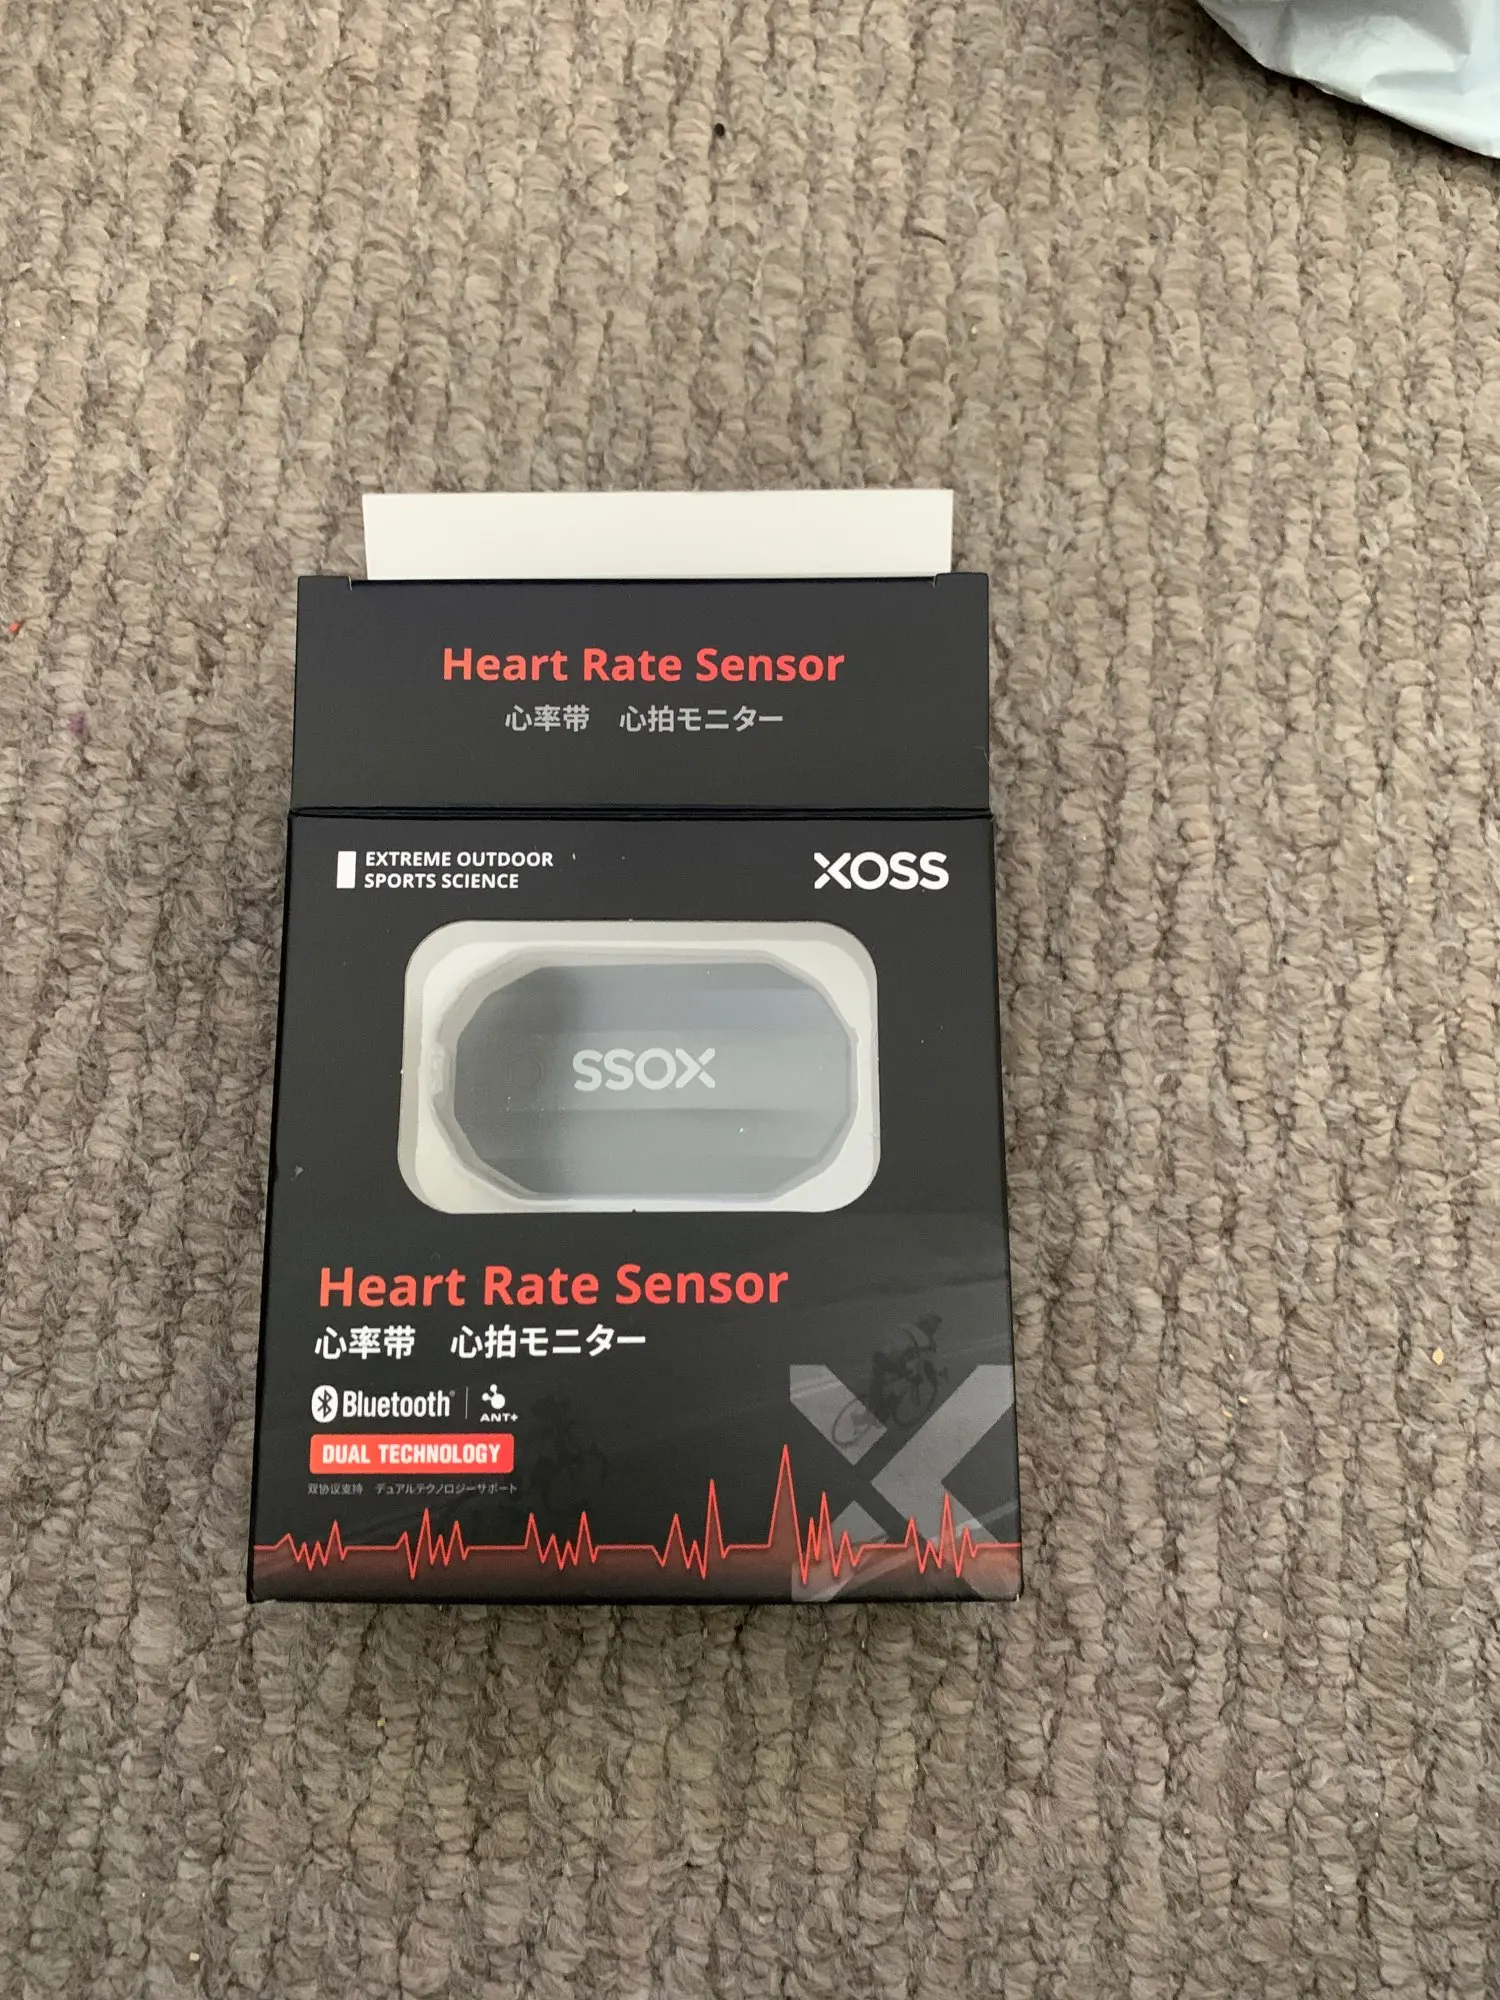 Heart Rate Sensor
心率带 心拍モニター
EXTREME OUTDOOR
SPORTS SCIENCE
XOSS
XOSS
Heart Rate Sensor
心率带 心拍モニター
Bluetooth® ANT+
DUAL TECHNOLOGY
双协议支持 デュアルテクノロジーサポート